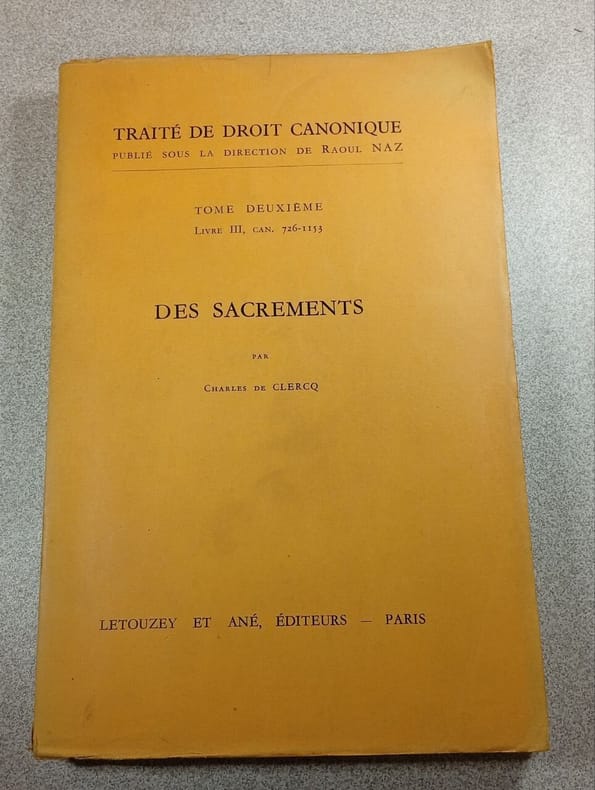 TRAITÉ DE DROIT CANONIQUE
PUBLIÉ SOUS LA DIRECTION DE RAOUL NAZ
TOME DEUXIÈME
LIVRE III, CAN. 726-1153
DES SACREMENTS
PAR
CHARLES DE CLERCQ
LETOUZEY ET ANÉ, ÉDITEURS — PARIS